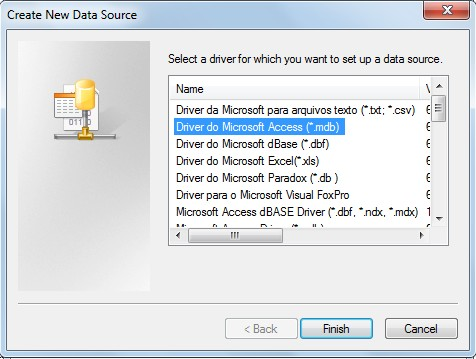 Create New Data Source
Select a driver for which you want to set up a data source.
Name
Driver da Microsoft para arquivos texto (*.txt; *.csv) 6
Driver do Microsoft Access (*.mdb) 6
Driver do Microsoft dBase (*.dbf) 6
Driver do Microsoft Excel(*.xls) 6
Driver do Microsoft Paradox (*.db ) 6
Driver para o Microsoft Visual FoxPro 6
Microsoft Access dBASE Driver (*.dbf, *.ndx, *.mdx) 1
< Back
Finish
Cancel